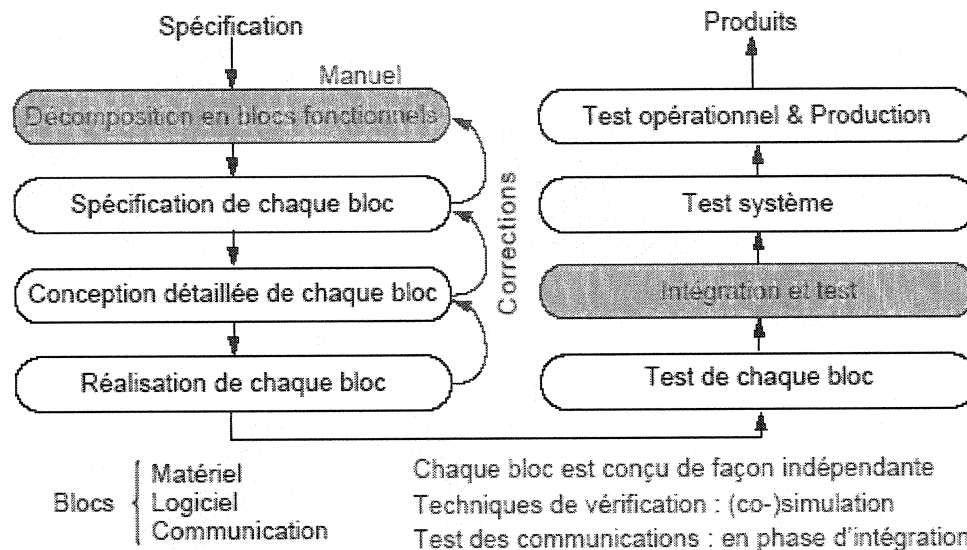 Spécification
Manuel
Décomposition en blocs fonctionnels
Spécification de chaque bloc
Conception détaillée de chaque bloc
Réalisation de chaque bloc
Corrections
Produits
Test opérationnel & Production
Test système
Intégration et test
Test de chaque bloc
Blocs
Matériel
Logiciel
Communication
Chaque bloc est conçu de façon indépendante
Techniques de vérification : (co-)simulation
Test des communications : en phase d'intégration